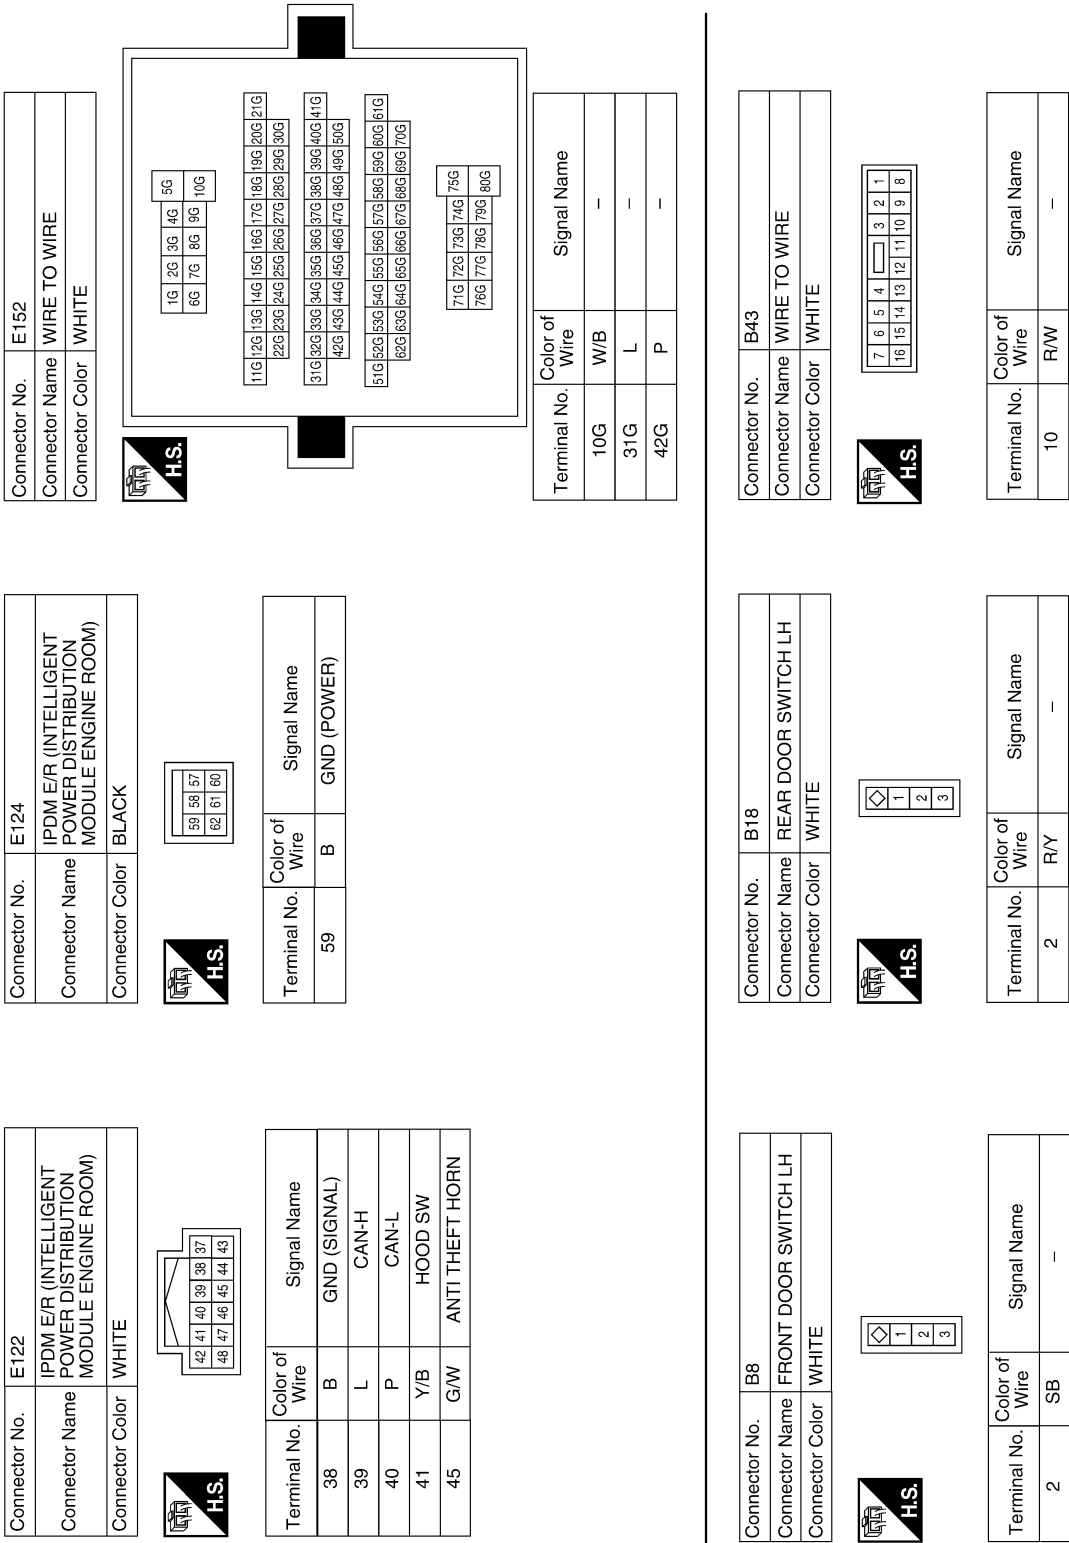 Connector No. E122
Connector Name IPDM E/R (INTELLIGENT
POWER DISTRIBUTION
MODULE ENGINE ROOM)
Connector Color WHITE
H.S.
42 41 40 39 38 37
48 47 46 45 44 43
Terminal No. Color of Wire Signal Name
38 B GND (SIGNAL)
39 L CAN-H
40 P CAN-L
41 Y/B HOOD SW
45 G/W ANTI THEFT HORN
Connector No. E124
Connector Name IPDM E/R (INTELLIGENT
POWER DISTRIBUTION
MODULE ENGINE ROOM)
Connector Color BLACK
H.S.
59 58 57
62 61 60
Terminal No. Color of Wire Signal Name
59 B GND (POWER)
Connector No. E152
Connector Name WIRE TO WIRE
Connector Color WHITE
H.S.
1G 2G 3G 4G 5G
6G 7G 8G 9G 10G
11G 12G 13G 14G 15G 16G 17G 18G 19G 20G 21G
22G 23G 24G 25G 26G 27G 28G 29G 30G
31G 32G 33G 34G 35G 36G 37G 38G 39G 40G 41G
42G 43G 44G 45G 46G 47G 48G 49G 50G
51G 52G 53G 54G 55G 56G 57G 58G 59G 60G 61G
62G 63G 64G 65G 66G 67G 68G 69G 70G
71G 72G 73G 74G 75G
76G 77G 78G 79G 80G
Terminal No. Color of Wire Signal Name
10G W/B –
31G L –
42G P –
Connector No. B8
Connector Name FRONT DOOR SWITCH LH
Connector Color WHITE
H.S.
1
2
3
Terminal No. Color of Wire Signal Name
2 SB –
Connector No. B18
Connector Name REAR DOOR SWITCH LH
Connector Color WHITE
H.S.
1
2
3
Terminal No. Color of Wire Signal Name
2 R/Y –
Connector No. B43
Connector Name WIRE TO WIRE
Connector Color WHITE
H.S.
7 6 5 4 3 2 1
16 15 14 13 12 11 10 9 8
Terminal No. Color of Wire Signal Name
10 R/W –